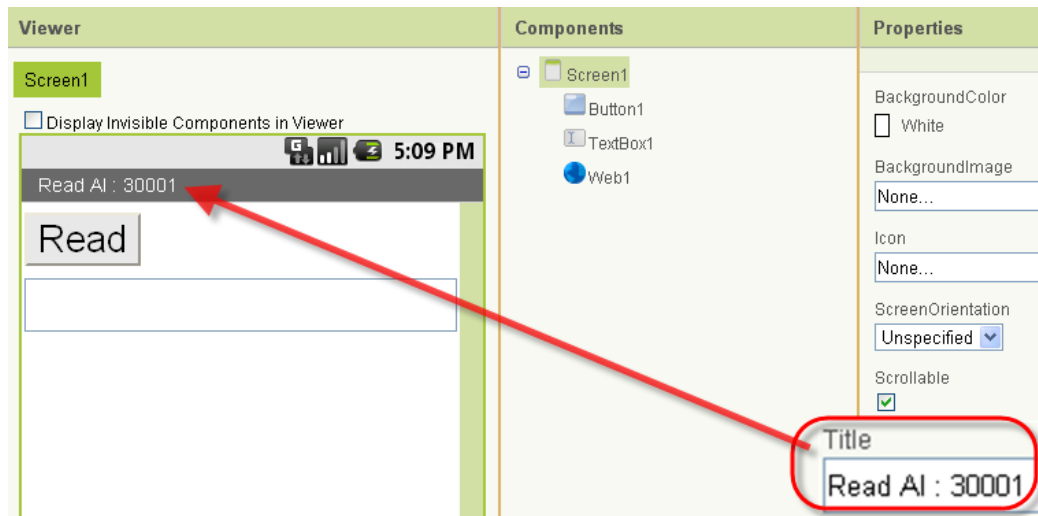 Viewer
Screen1
Display Invisible Components in Viewer
G
5:09 PM
Read AI : 30001
Read
Components
Screen1
Button1
TextBox1
Web1
Properties
BackgroundColor
White
BackgroundImage
None...
Icon
None...
ScreenOrientation
Unspecified
Scrollable
Title
Read AI : 30001